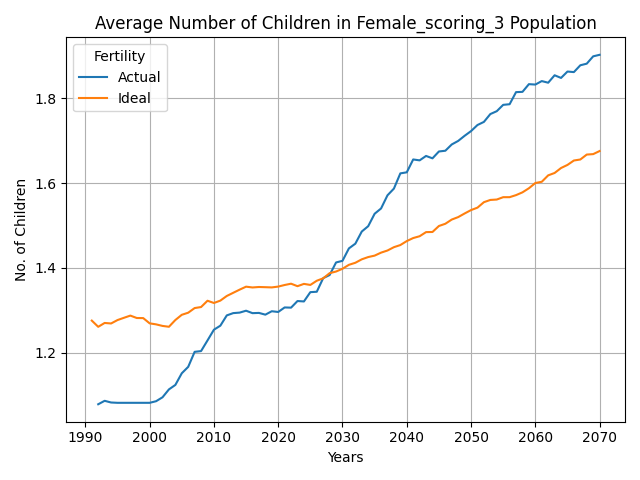 Average Number of Children in Female_scoring_3 Population
Fertility
Actual
Ideal
No. of Children
1.8
1.6
1.4
1.2
1990 2000 2010 2020 2030 2040 2050 2060 2070
Years